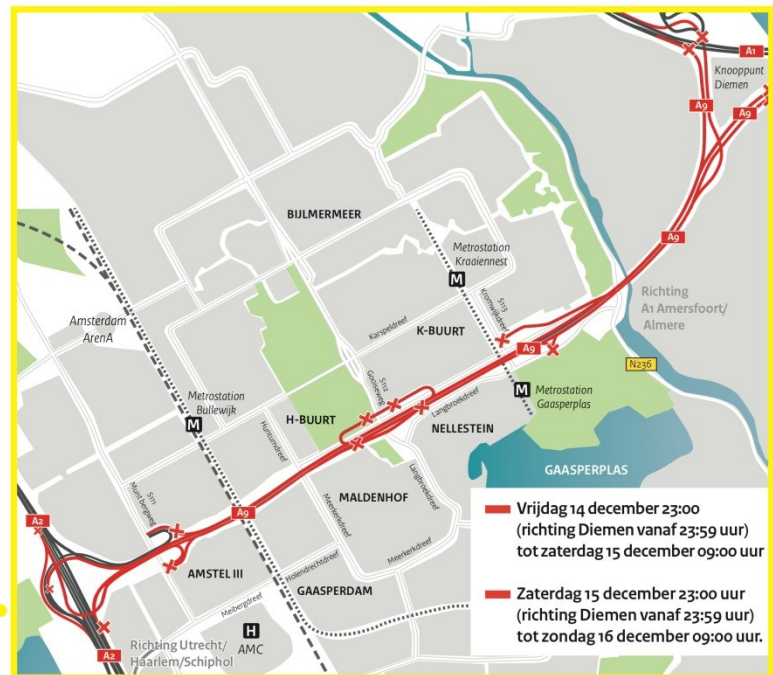 A1
Knooppunt
Diemen
A9
A9
A9
BIJLMERMEER
Metrostation
Kraaiennest
M
Richting
A1 Amersfoort/
Almere
S113
Kromwijkdreef
Amsterdam
ArenA
Karspeldreef
K-BUURT
A9
N236
S112
Gooiseweg
Metrostation
Bullewijk
M
Metrostation
Gaasperplas
M
Langbroekdreef
H-BUURT
Huntumdreef
NELLESTEIN
GAASPERPLAS
Langbroekdreef
MALDENHOF
S111
Muntbergweg
A9
A2
Meerkerkdreef
Meerkerkdreef
AMSTEL III
Holendrechtdreef
GAASPERDAM
Meibergdreef
H
AMC
Richting Utrecht/
Haarlem/Schiphol
A2
Vrijdag 14 december 23:00
(richting Diemen vanaf 23:59 uur)
tot zaterdag 15 december 09:00 uur
Zaterdag 15 december 23:00 uur
(richting Diemen vanaf 23:59 uur)
tot zondag 16 december 09:00 uur.